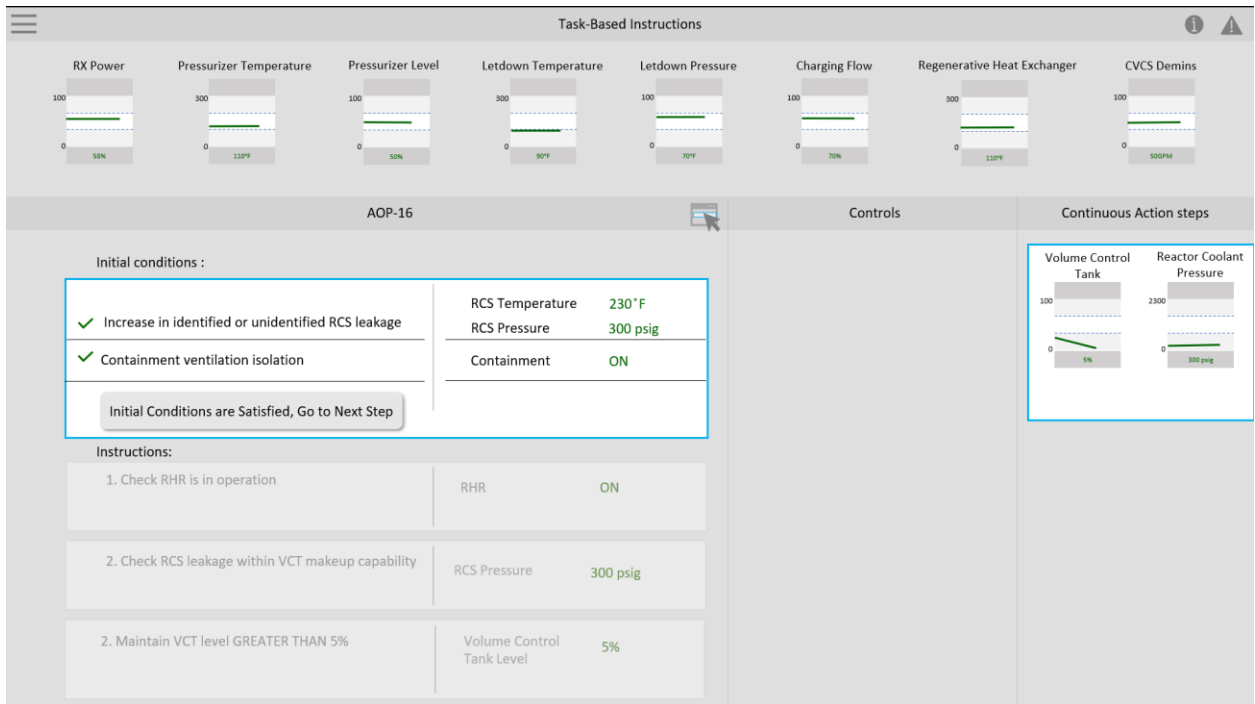 Task-Based Instructions
RX Power
100
0
58%
Pressurizer Temperature
300
0
110°F
Pressurizer Level
100
0
50%
Letdown Temperature
300
0
90°F
Letdown Pressure
100
0
70°F
Charging Flow
100
0
70%
Regenerative Heat Exchanger
300
0
110°F
CVCS Demins
100
0
50GPM
AOP-16
Controls
Continuous Action steps
Initial conditions :
Increase in identified or unidentified RCS leakage
RCS Temperature 230˚F
RCS Pressure 300 psig
Containment ventilation isolation
Containment ON
Initial Conditions are Satisfied, Go to Next Step
Instructions:
1. Check RHR is in operation
RHR ON
2. Check RCS leakage within VCT makeup capability
RCS Pressure 300 psig
2. Maintain VCT level GREATER THAN 5%
Volume Control
Tank Level
5%
Volume Control
Tank
100
0
5%
Reactor Coolant
Pressure
2300
0
300 psig